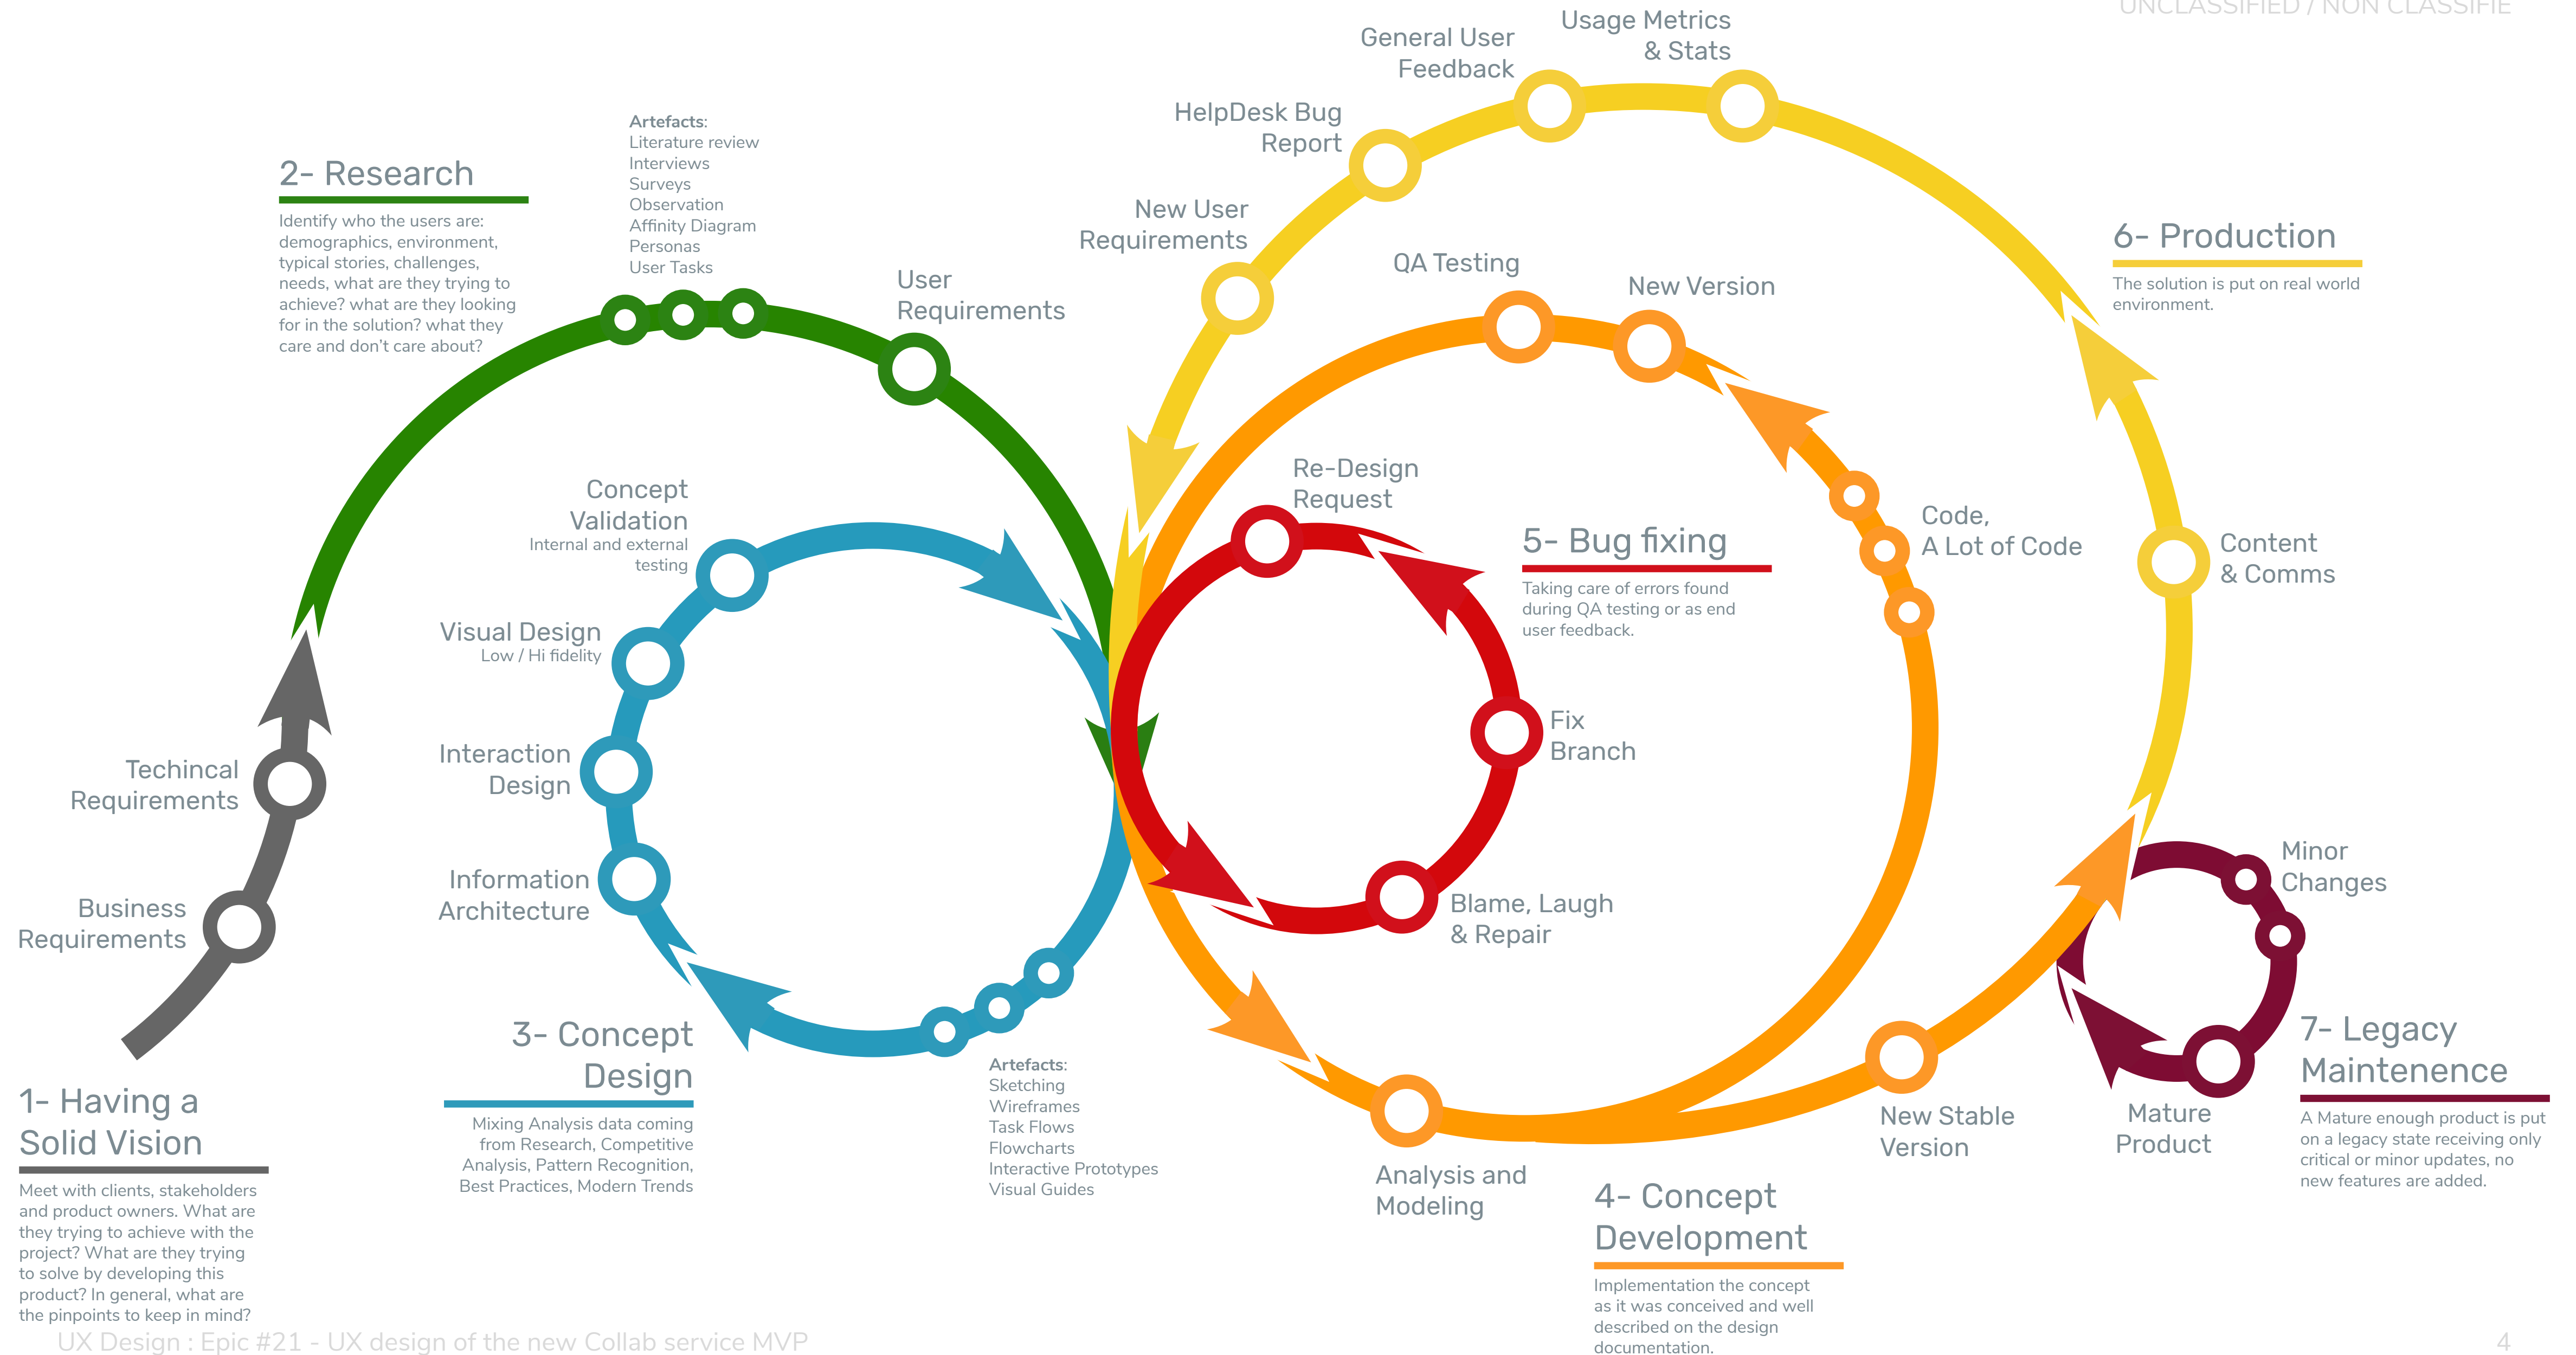 UNCLASSIFIED / NON CLASSIFIE
2- Research
Identify who the users are:
demographics, environment,
typical stories, challenges,
needs, what are they trying to
achieve? what are they looking
for in the solution? what they
care and don't care about?
Artefacts:
Literature review
Interviews
Surveys
Observation
Affinity Diagram
Personas
User Tasks
User
Requirements
General User
Feedback
Usage Metrics
& Stats
HelpDesk Bug
Report
New User
Requirements
QA Testing
New Version
6- Production
The solution is put on real world
environment.
Concept
Validation
Internal and external
testing
Visual Design
Low / Hi fidelity
Interaction
Design
Information
Architecture
Re-Design
Request
5- Bug fixing
Taking care of errors found
during QA testing or as end
user feedback.
Code,
A Lot of Code
Content
& Comms
Fix
Branch
Blame, Laugh
& Repair
Techincal
Requirements
Business
Requirements
1- Having a
Solid Vision
Meet with clients, stakeholders
and product owners. What are
they trying to achieve with the
project? What are they trying
to solve by developing this
product? In general, what are
the pinpoints to keep in mind?
3- Concept
Design
Mixing Analysis data coming
from Research, Competitive
Analysis, Pattern Recognition,
Best Practices, Modern Trends
Artefacts:
Sketching
Wireframes
Task Flows
Flowcharts
Interactive Prototypes
Visual Guides
Analysis and
Modeling
4- Concept
Development
Implementation the concept
as it was conceived and well
described on the design
documentation.
New Stable
Version
Minor
Changes
Mature
Product
7- Legacy
Maintenence
A Mature enough product is put
on a legacy state receiving only
critical or minor updates, no
new features are added.
UX Design : Epic #21 - UX design of the new Collab service MVP
4